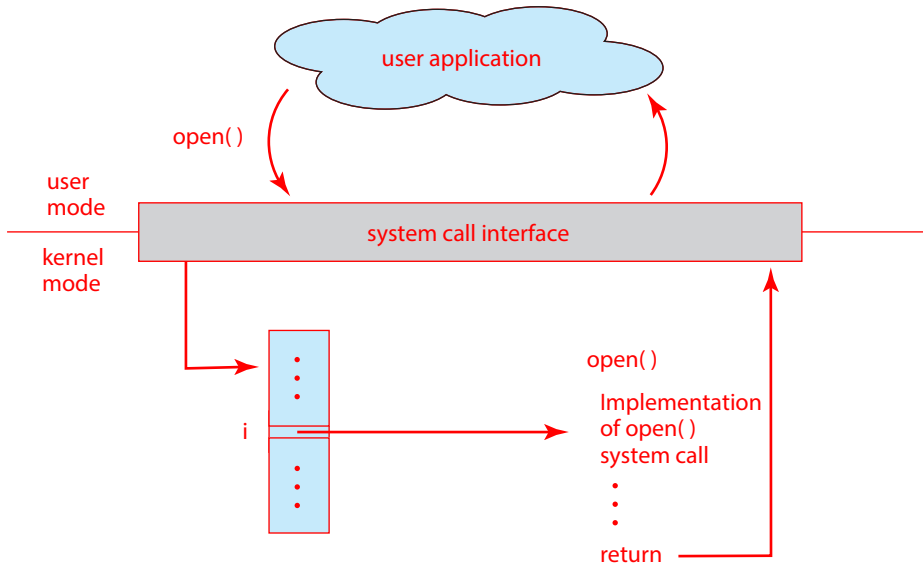 user application
open( )
user
mode
system call interface
kernel
mode
open( )
i
Implementation
of open( )
system call
return